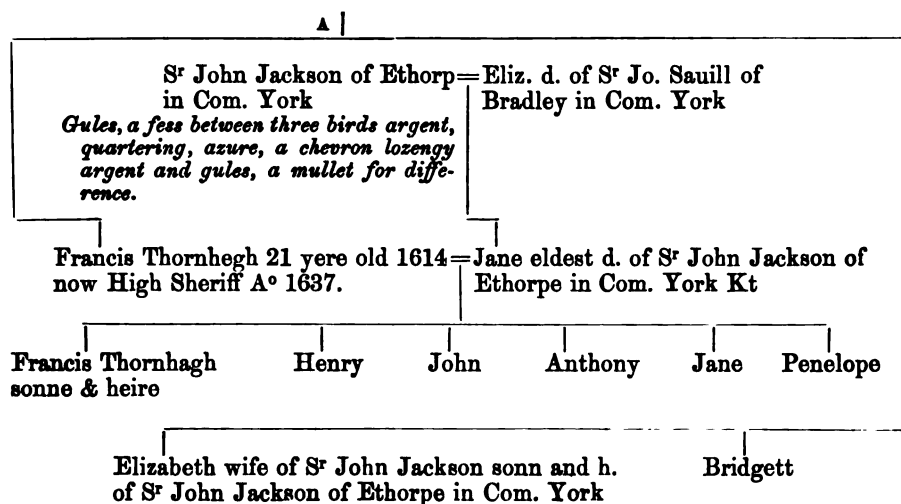 A
Sr John Jackson of Ethorp = Eliz. d. of Sr Jo. Sauill of
in Com. York Bradley in Com. York
Gules, a fess between three birds argent,
quartering, azure, a chevron lozengy
argent and gules, a mullet for diffe-
rence.
Francis Thornhegh 21 yere old 1614 = Jane eldest d. of Sr John Jackson of
now High Sheriff Ao 1637. Ethorpe in Com. York Kt
Francis Thornhagh Henry John Anthony Jane Penelope
sonne & heire
Elizabeth wife of Sr John Jackson sonn and h. Bridgett
of Sr John Jackson of Ethorpe in Com. York